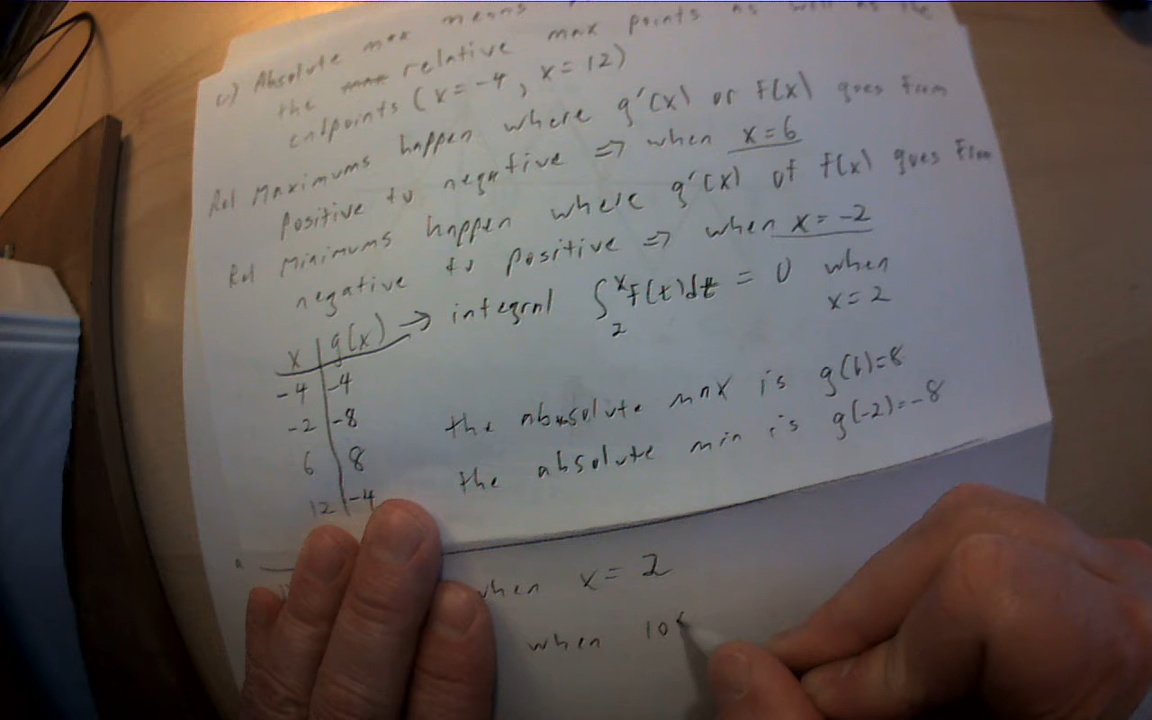 c) Absolute max means
the relative max points as well as the
endpoints (x=-4, x=12)
Rel Maximums happen where g'(x) or f(x) goes from
positive to negative => when x=6
Rel Minimums happen where g'(x) of f(x) goes from
negative to positive => when x=-2
x | g(x) -> integral ∫₂ˣ f(t)dt = 0 when
x=2
-4 | -4
-2 | -8
6 | 8
12 | -4
the absolute max is g(6)=8
the absolute min is g(-2)=-8
when x=2
when 10≤